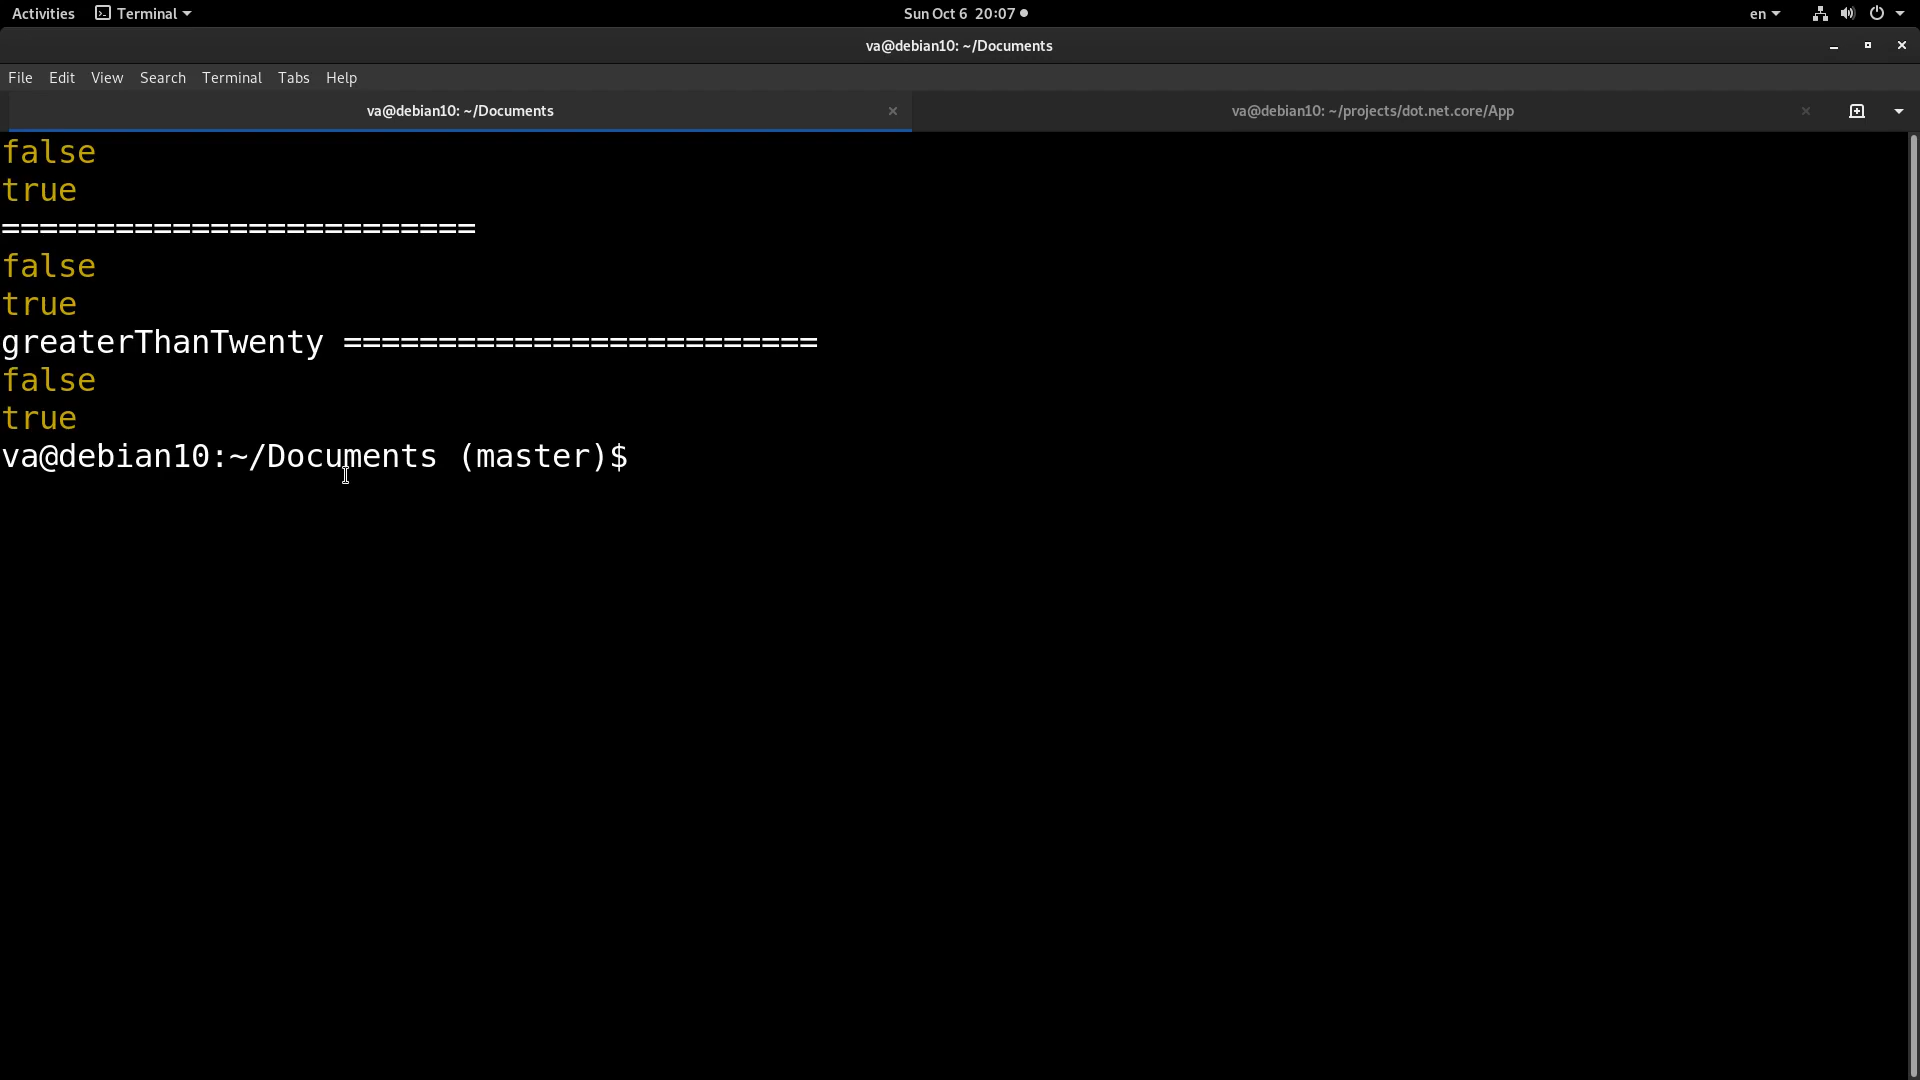 Activities Terminal Sun Oct 6 20:07 en
va@debian10: ~/Documents
File Edit View Search Terminal Tabs Help
va@debian10: ~/Documents va@debian10: ~/projects/dot.net.core/App
false
true
=========================
false
true
greaterThanTwenty =========================
false
true
va@debian10:~/Documents (master)$